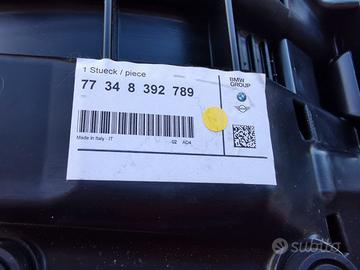 1 Stueck / piece
77 34 8 392 789
BMW
GROUP
Made in Italy - IT
-02 AD4
subito